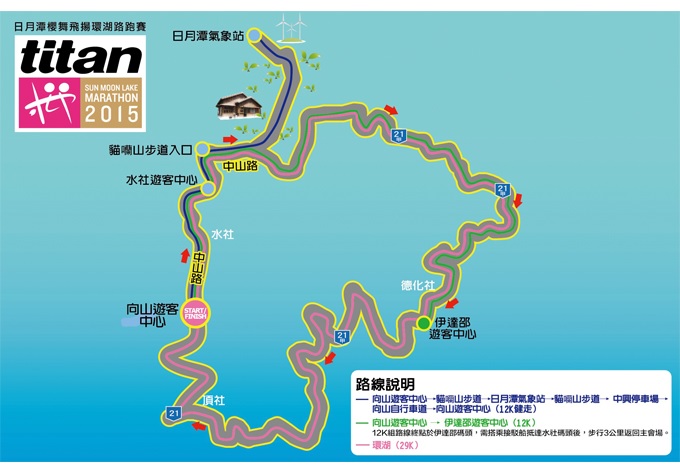 日月潭櫻舞飛揚環湖路跑賽
titan
SUN MOON LAKE
MARATHON
2015
日月潭氣象站
貓囒山步道入口
中山路
21
甲
水社遊客中心
21
甲
水社
中山路
德化社
向山遊客
中心
START/
FINISH
伊達邵
遊客中心
21
甲
頂社
21
路線說明
向山遊客中心→貓囒山步道→日月潭氣象站→貓囒山步道→ 中興停車場→
向山自行車道→向山遊客中心（12K健走）
向山遊客中心 → 伊達邵遊客中心（12K）
12K組路線終點於伊達邵碼頭，需搭乘接駁船抵達水社碼頭後，步行3公里返回主會場。
環湖（29K）